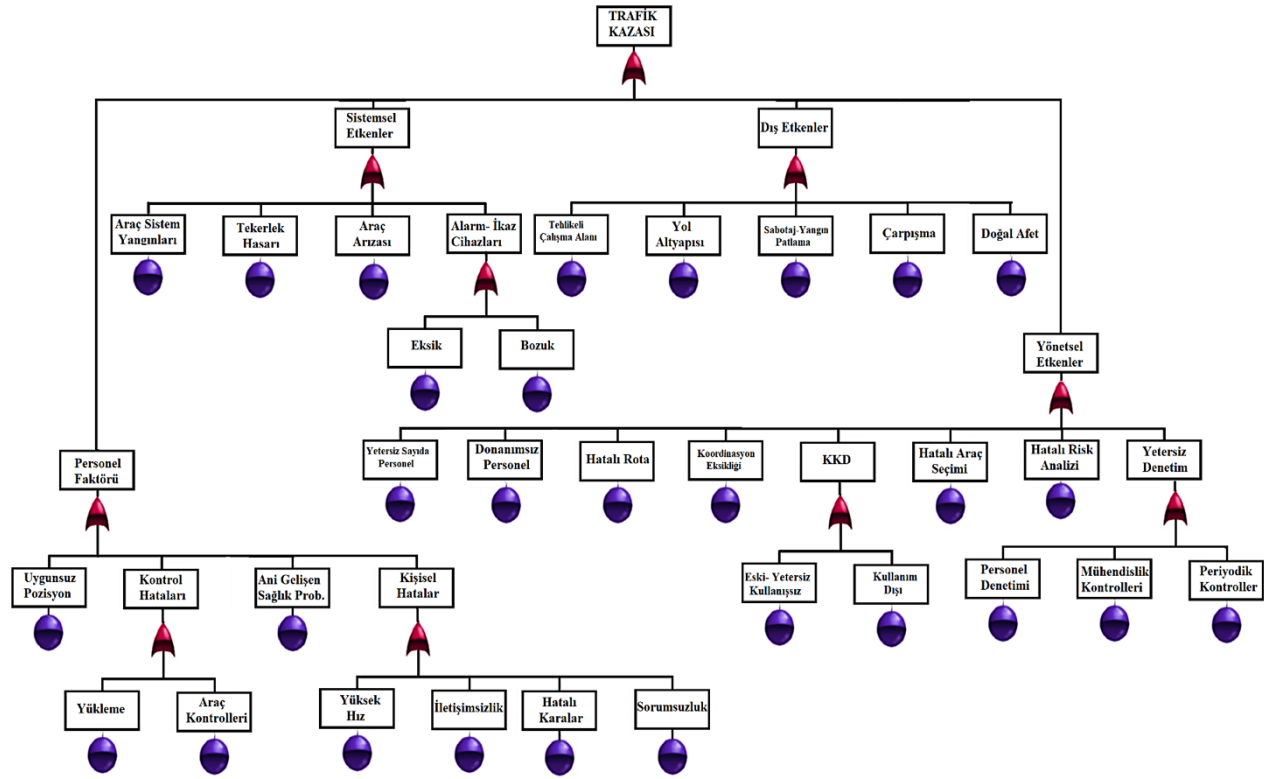 TRAFİK
KAZASI
Sistemsel
Etkenler
Dış Etkenler
Araç Sistem
Yangınları
Tekerlek
Hasarı
Araç
Arızası
Alarm- İkaz
Cihazları
Tehlikeli
Çalışma Alanı
Yol
Altyapısı
Sabotaj-Yangın
Patlama
Çarpışma
Doğal Afet
Eksik
Bozuk
Yönetsel
Etkenler
Personel
Faktörü
Yetersiz Sayıda
Personel
Donanımsız
Personel
Hatalı Rota
Koordinasyon
Eksikliği
KKD
Hatalı Araç
Seçimi
Hatalı Risk
Analizi
Yetersiz
Denetim
Uygunsuz
Pozisyon
Kontrol
Hataları
Ani Gelişen
Sağlık Prob.
Kişisel
Hatalar
Eski- Yetersiz
Kullanışsız
Kullanım
Dışı
Personel
Denetimi
Mühendislik
Kontrolleri
Periyodik
Kontroller
Yükleme
Araç
Kontrolleri
Yüksek
Hız
İletişimsizlik
Hatalı
Karalar
Sorumsuzluk